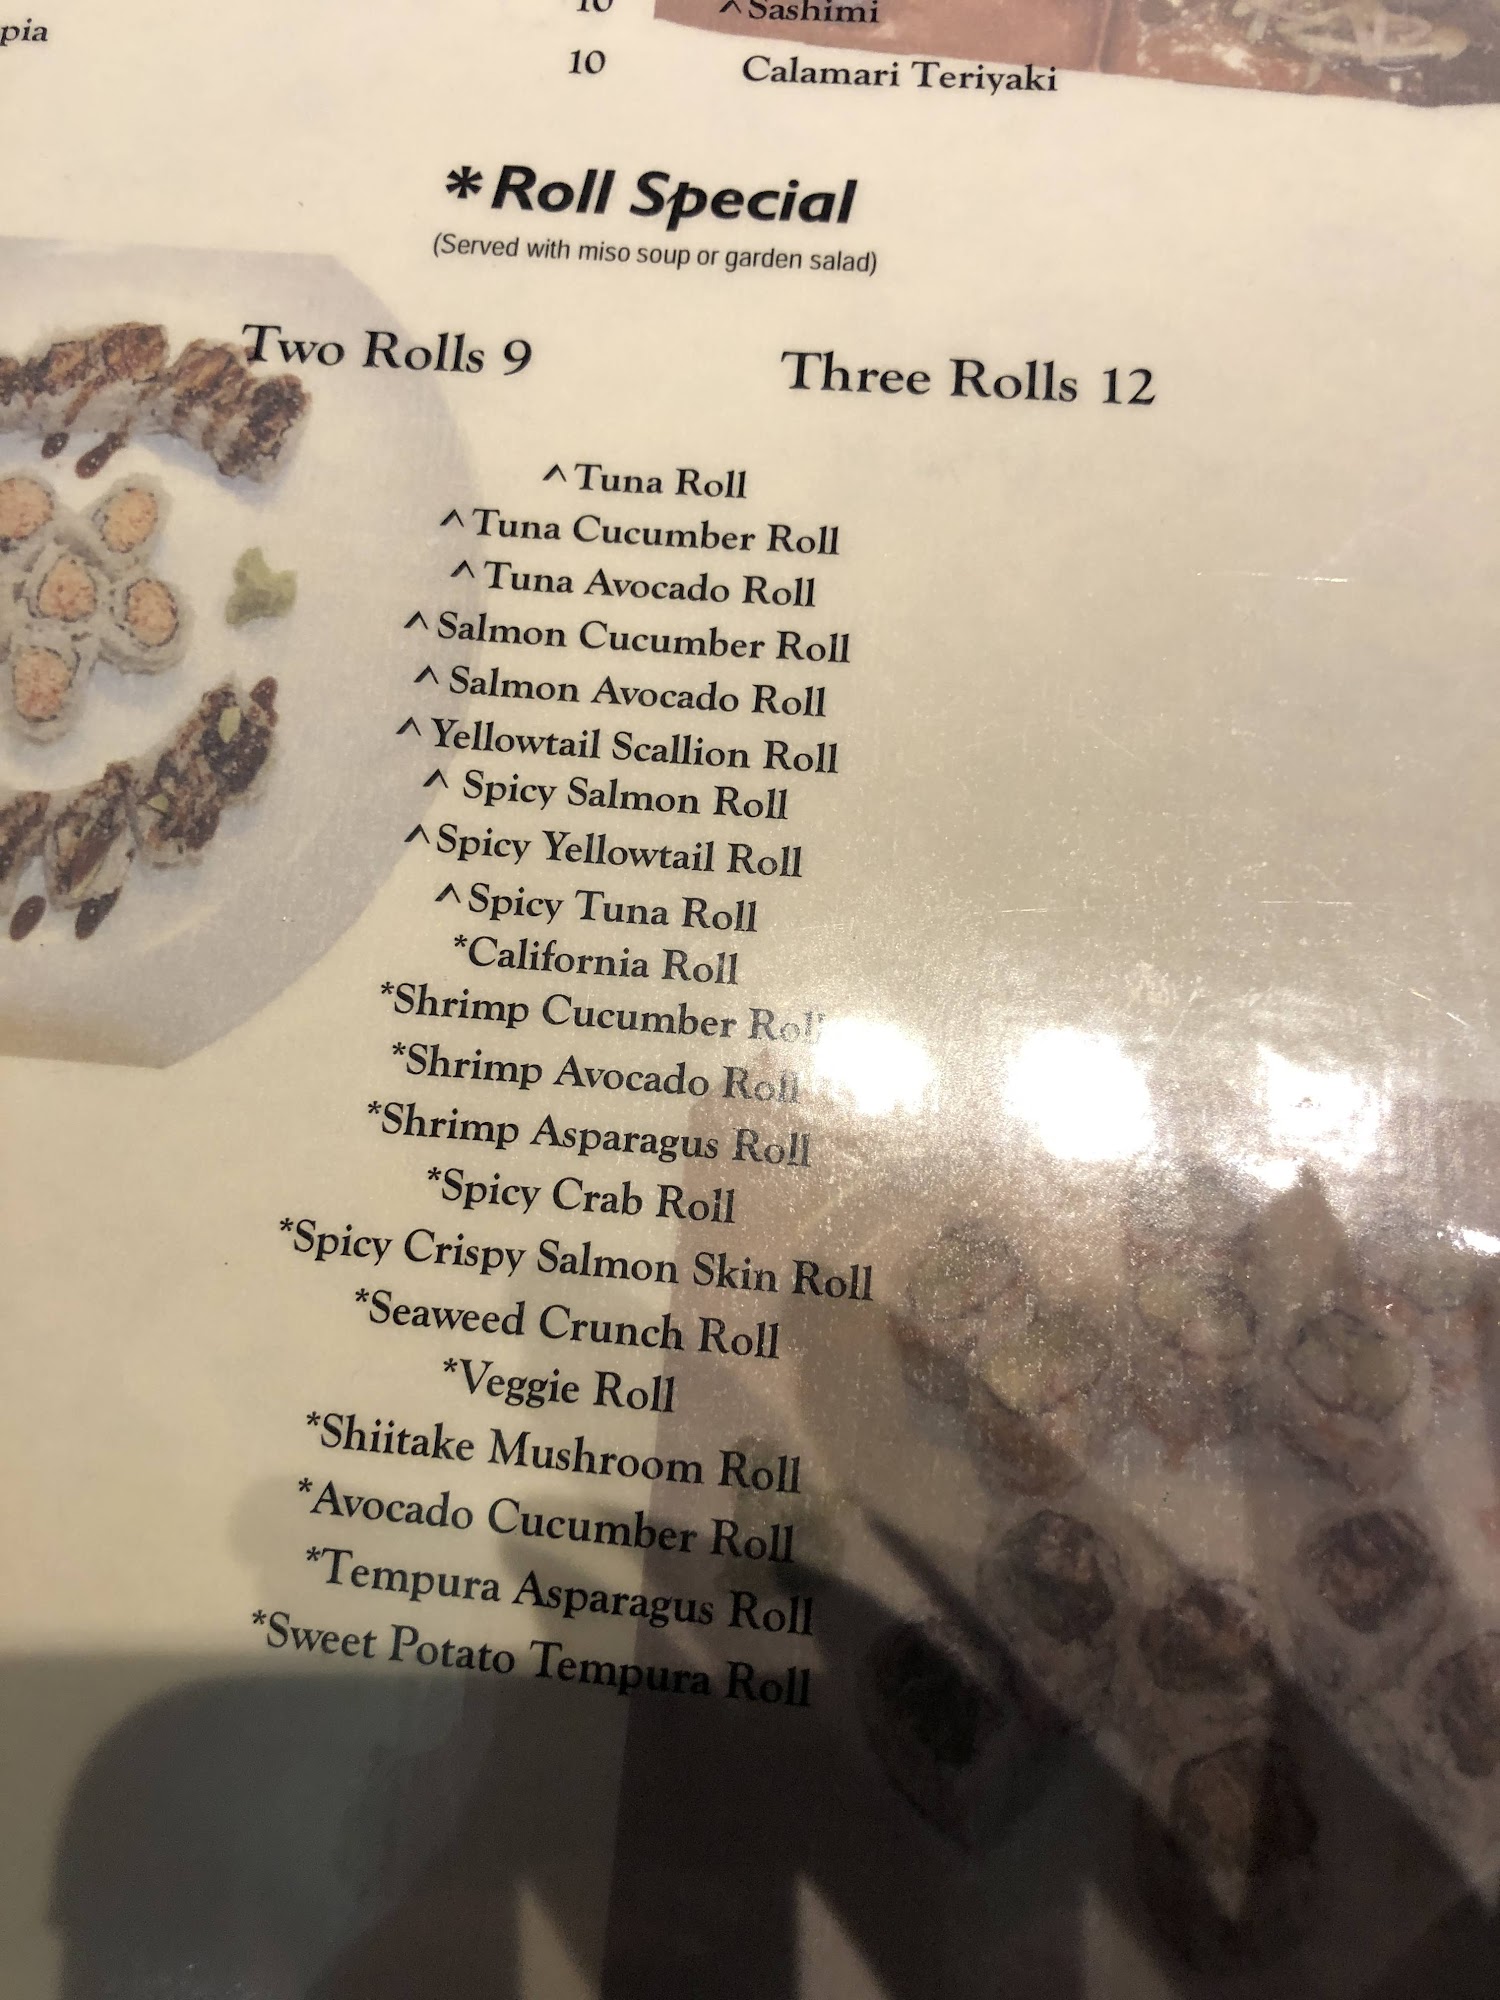 10 ^Sashimi
pia
10 Calamari Teriyaki
*Roll Special
(Served with miso soup or garden salad)
Two Rolls 9 Three Rolls 12
^Tuna Roll
^Tuna Cucumber Roll
^Tuna Avocado Roll
^Salmon Cucumber Roll
^Salmon Avocado Roll
^Yellowtail Scallion Roll
^Spicy Salmon Roll
^Spicy Yellowtail Roll
^Spicy Tuna Roll
*California Roll
*Shrimp Cucumber Roll
*Shrimp Avocado Roll
*Shrimp Asparagus Roll
*Spicy Crab Roll
*Spicy Crispy Salmon Skin Roll
*Seaweed Crunch Roll
*Veggie Roll
*Shiitake Mushroom Roll
*Avocado Cucumber Roll
*Tempura Asparagus Roll
*Sweet Potato Tempura Roll